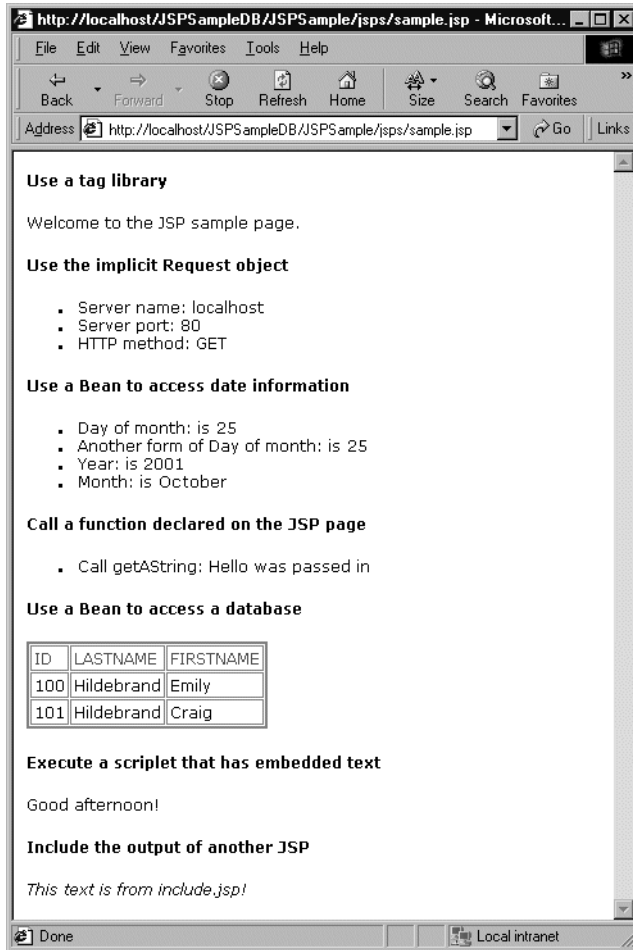 http://localhost/JSPSampleDB/JSPSample/jsps/sample.jsp - Microsoft...
File Edit View Favorites Tools Help
Back Forward Stop Refresh Home Size Search Favorites »
Address http://localhost/JSPSampleDB/JSPSample/jsps/sample.jsp Go Links
Use a tag library
Welcome to the JSP sample page.
Use the implicit Request object
Server name: localhost
Server port: 80
HTTP method: GET
Use a Bean to access date information
Day of month: is 25
Another form of Day of month: is 25
Year: is 2001
Month: is October
Call a function declared on the JSP page
Call getAString: Hello was passed in
Use a Bean to access a database
ID LASTNAME FIRSTNAME
100 Hildebrand Emily
101 Hildebrand Craig
Execute a scriplet that has embedded text
Good afternoon!
Include the output of another JSP
This text is from include.jsp!
Done Local intranet